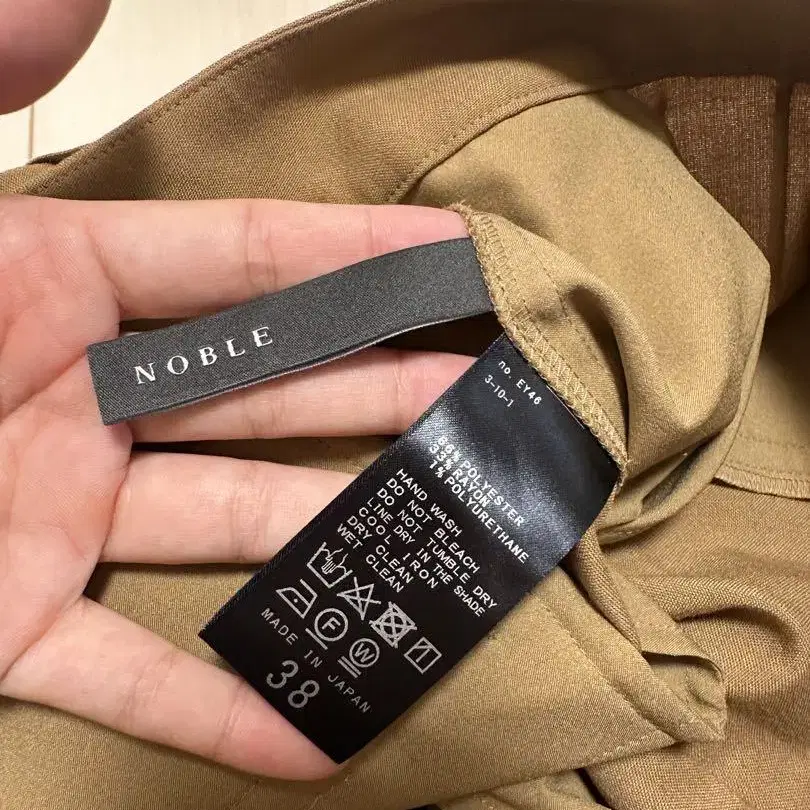 NOBLE
no. EY46
3-10-1
66% POLYESTER
33% RAYON
1% POLYURETHANE
HAND WASH
DO NOT BLEACH
DO NOT TUMBLE DRY
LINE DRY IN THE SHADE
COOL IRON
DRY CLEAN
WET CLEAN
F
W
MADE IN JAPAN
38